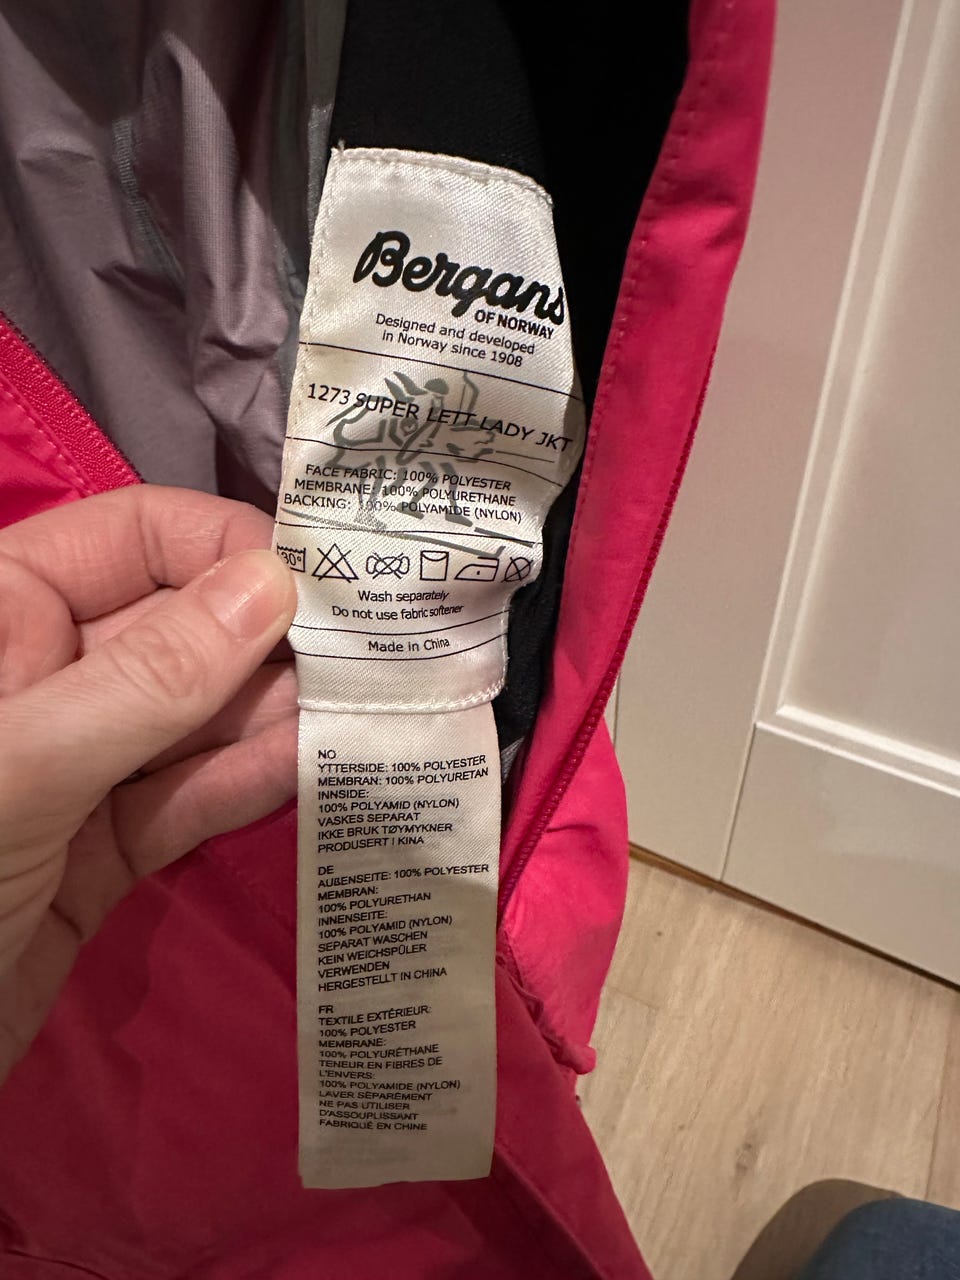 Bergans
OF NORWAY
Designed and developed
in Norway since 1908
1273 SUPER LETT LADY JKT
FACE FABRIC: 100% POLYESTER
MEMBRANE: 100% POLYURETHANE
BACKING: 100% POLYAMIDE (NYLON)
30°
Wash separately
Do not use fabric softener
Made in China
NO
YTTERSIDE: 100% POLYESTER
MEMBRAN: 100% POLYURETAN
INNSIDE:
100% POLYAMID (NYLON)
VASKES SEPARAT
IKKE BRUK TØYMYKNER
PRODUSERT I KINA
DE
AUßENSEITE: 100% POLYESTER
MEMBRAN:
100% POLYURETHAN
INNENSEITE:
100% POLYAMID (NYLON)
SEPARAT WASCHEN
KEIN WEICHSPÜLER
VERWENDEN
HERGESTELLT IN CHINA
FR
TEXTILE EXTÉRIEUR:
100% POLYESTER
MEMBRANE:
100% POLYURÉTHANE
TENEUR EN FIBRES DE
L'ENVERS:
100% POLYAMIDE (NYLON)
LAVER SÉPARÉMENT
NE PAS UTILISER
D'ASSOUPLISSANT
FABRIQUÉ EN CHINE